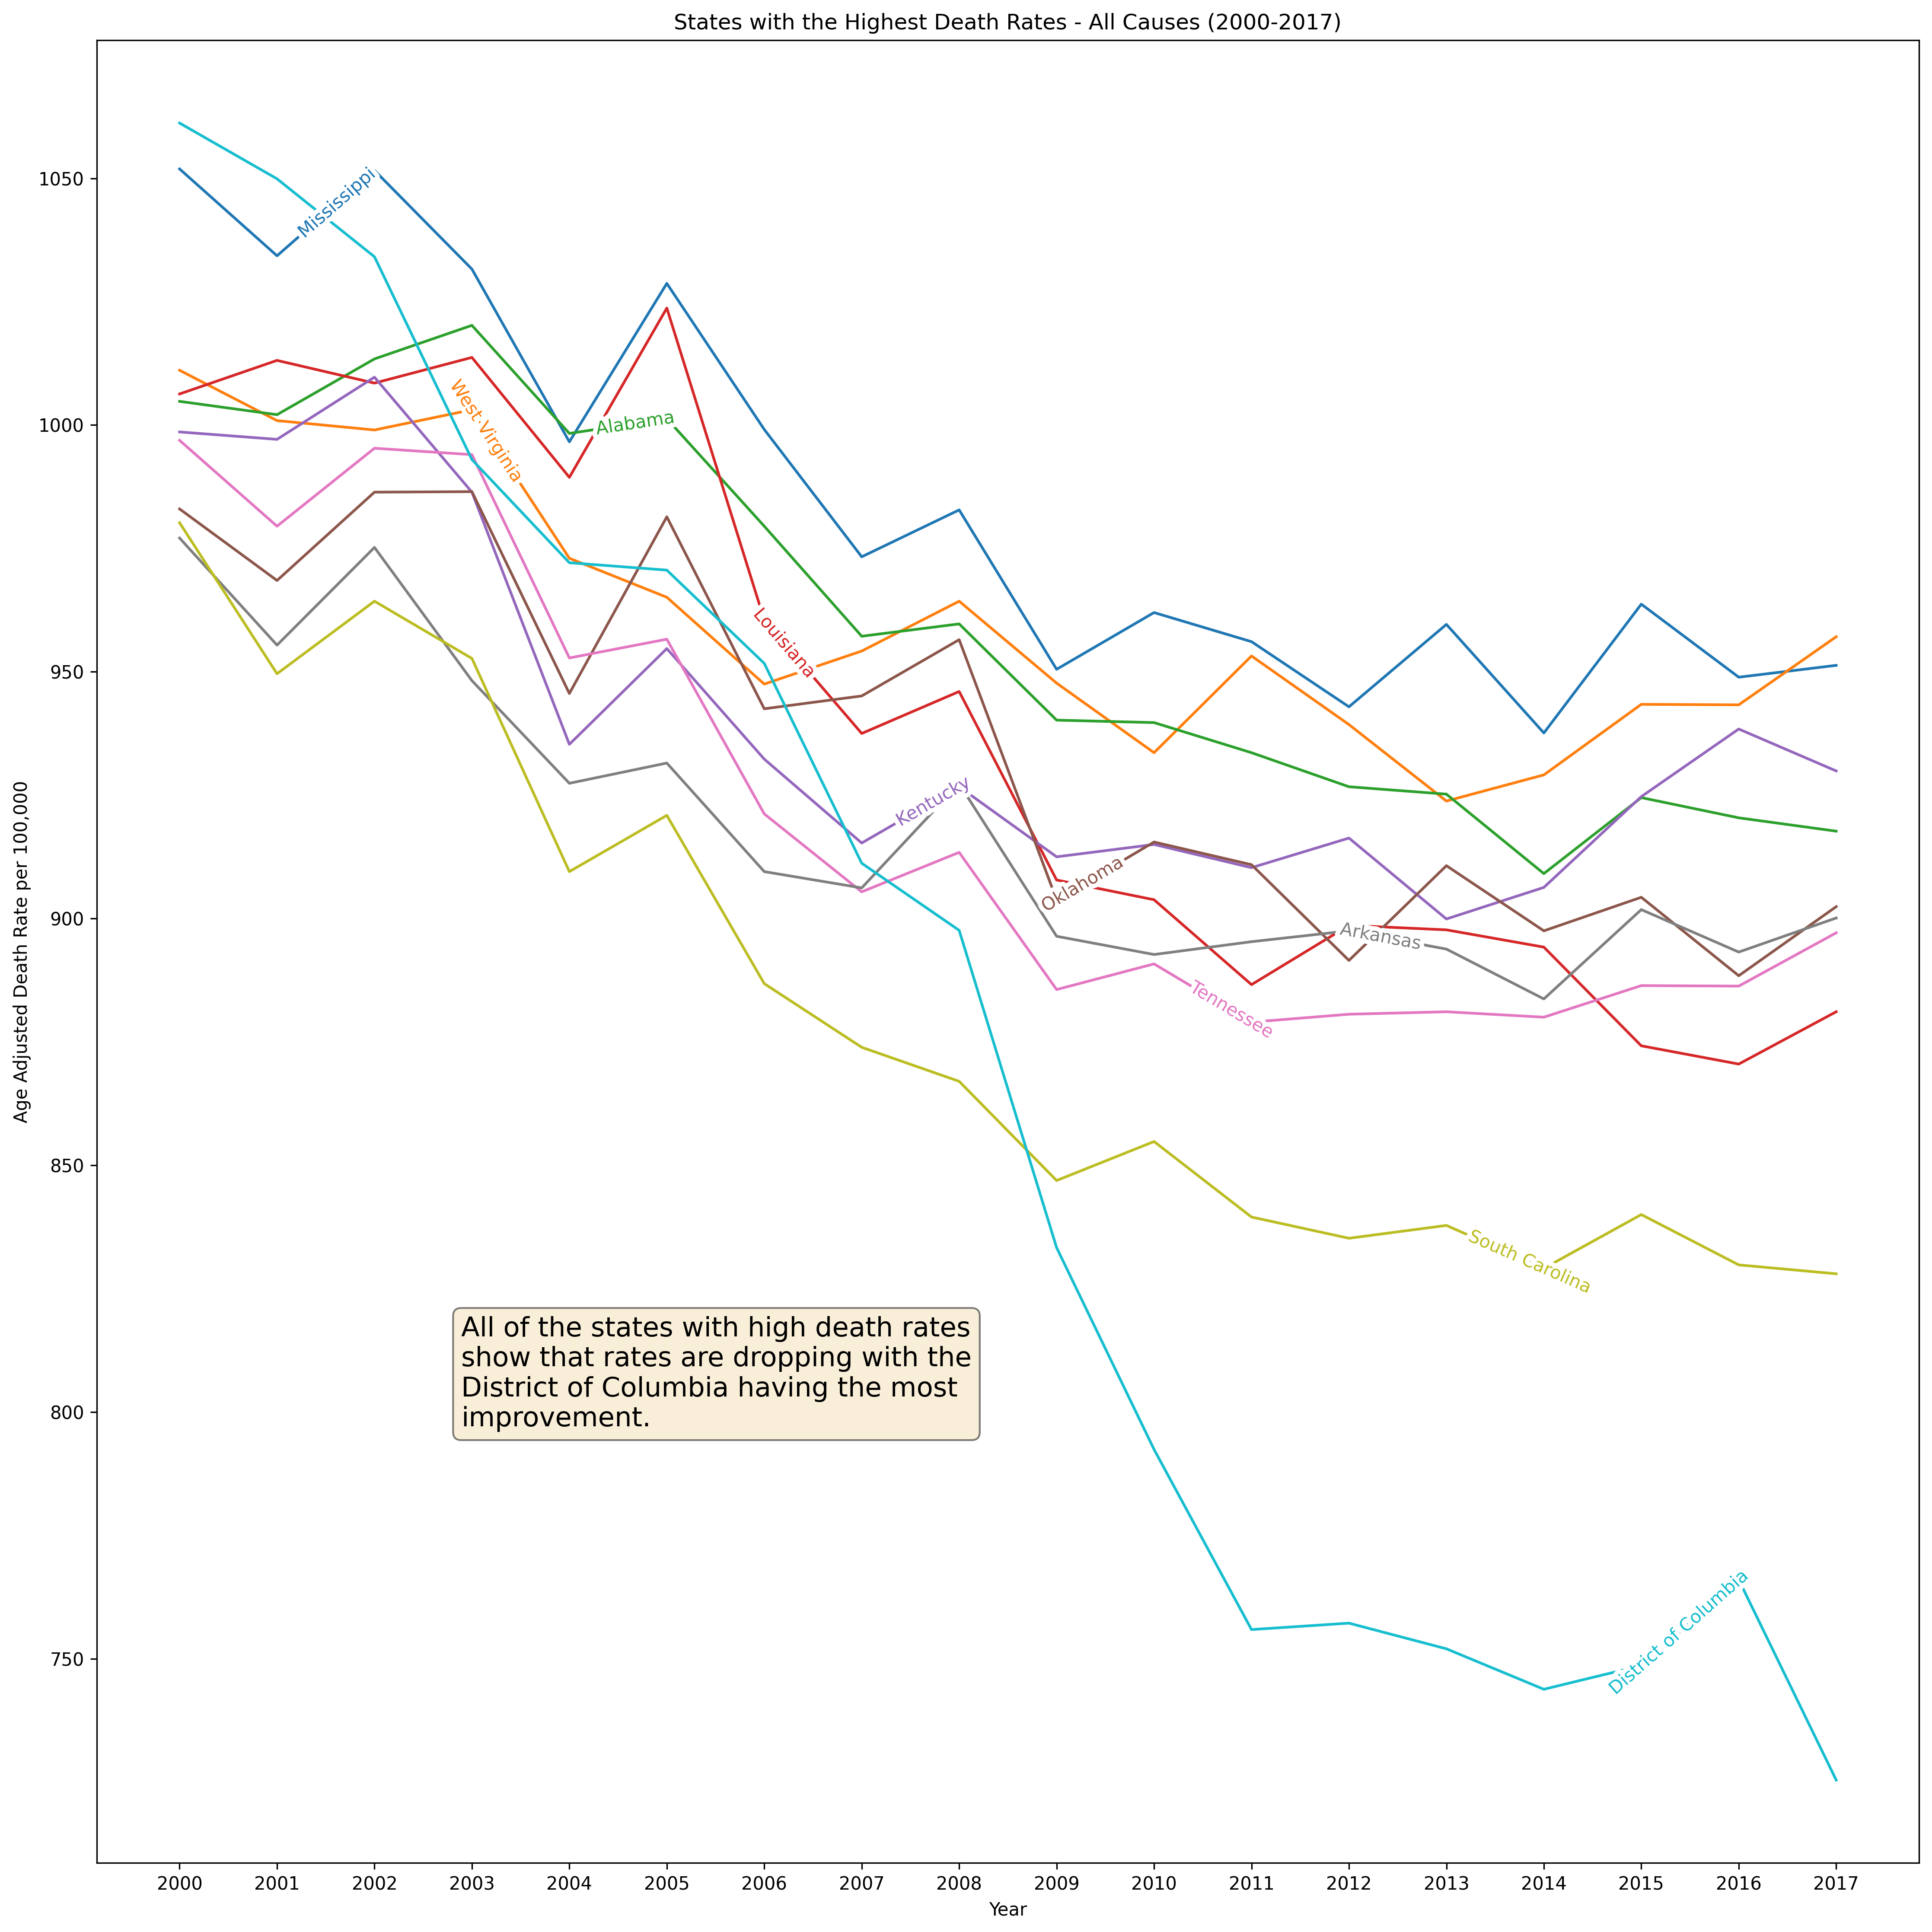 States with the Highest Death Rates - All Causes (2000-2017)
Age Adjusted Death Rate per 100,000
1050
1000
950
900
850
800
750
Mississippi
West Virginia
Alabama
Louisiana
Kentucky
Oklahoma
Arkansas
Tennessee
South Carolina
District of Columbia
All of the states with high death rates
show that rates are dropping with the
District of Columbia having the most
improvement.
2000 2001 2002 2003 2004 2005 2006 2007 2008 2009 2010 2011 2012 2013 2014 2015 2016 2017
Year